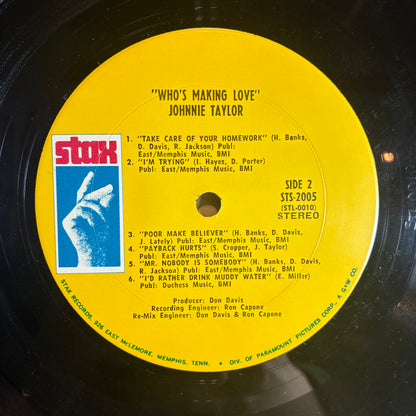 "WHO'S MAKING LOVE"
JOHNNIE TAYLOR
1. "TAKE CARE OF YOUR HOMEWORK" (H. Banks,
D. Davis, R. Jackson) Publ:
East/Memphis Music, BMI
2. "I'M TRYING" (I. Hayes, D. Porter)
Publ: East/Memphis Music, BMI
stax
SIDE 2
STS-2005
(STL-0010)
STEREO
3. "POOR MAKE BELIEVER" (H. Banks, D. Davis,
J. Lately) Publ: East/Memphis Music, BMI
4. "PAYBACK HURTS" (S. Cropper, J. Taylor)
Publ: East/Memphis Music, BMI
5. "MR. NOBODY IS SOMEBODY" (H. Banks, D. Davis,
R. Jackson) Publ: East/Memphis Music, BMI
6. "I'D RATHER DRINK MUDDY WATER" (E. Miller)
Publ: Duchess Music, BMI
Producer: Don Davis
Recording Engineer: Ron Capone
Re-Mix Engineer: Don Davis & Ron Capone
STAX RECORDS, 926 EAST McLEMORE, MEMPHIS, TENN. • DIV. OF PARAMOUNT PICTURES CORP., A G+W CO.